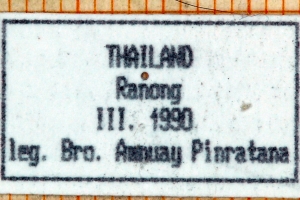 THAILAND
Ranong
III. 1990
leg. Bro. Amnuay Pinratana